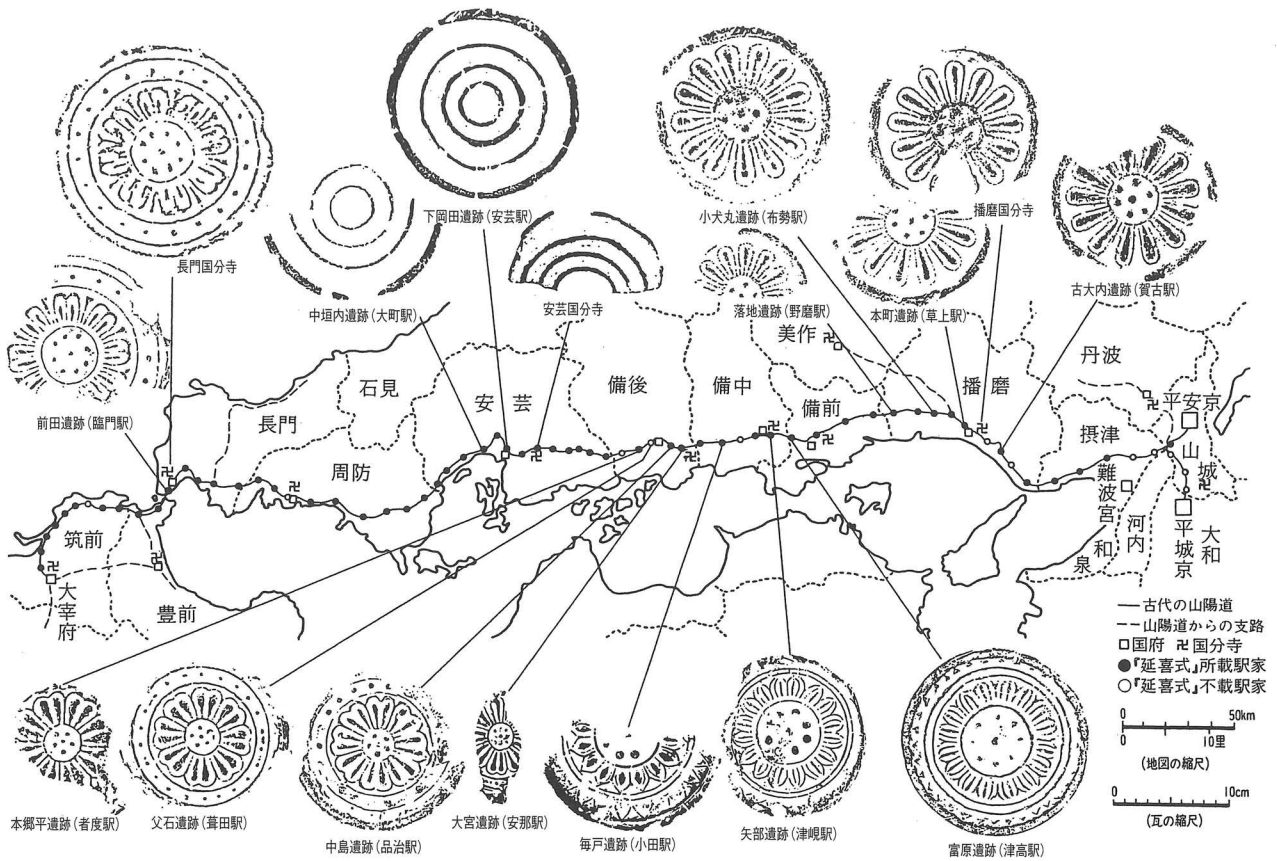 下岡田遺跡(安芸駅)
小犬丸遺跡(布勢駅)
播磨国分寺
長門国分寺
中垣内遺跡(大町駅)
安芸国分寺
落地遺跡(野磨駅)
本町遺跡(草上駅)
古大内遺跡(賀古駅)
前田遺跡(臨門駅)
美作
丹波
石見
備後
備中
播磨
安芸
備前
平安京
長門
摂津
山城
周防
難波宮
河内
筑前
和泉
平城京
大和
大宰府
豊前
古代の山陽道
山陽道からの支路
□国府 卍国分寺
●『延喜式』所載駅家
○『延喜式』不載駅家
0 50km
0 10里
(地図の縮尺)
0 10cm
(瓦の縮尺)
本郷平遺跡(者度駅)
父石遺跡(葺田駅)
中島遺跡(品治駅)
大宮遺跡(安那駅)
毎戸遺跡(小田駅)
矢部遺跡(津峴駅)
富原遺跡(津高駅)